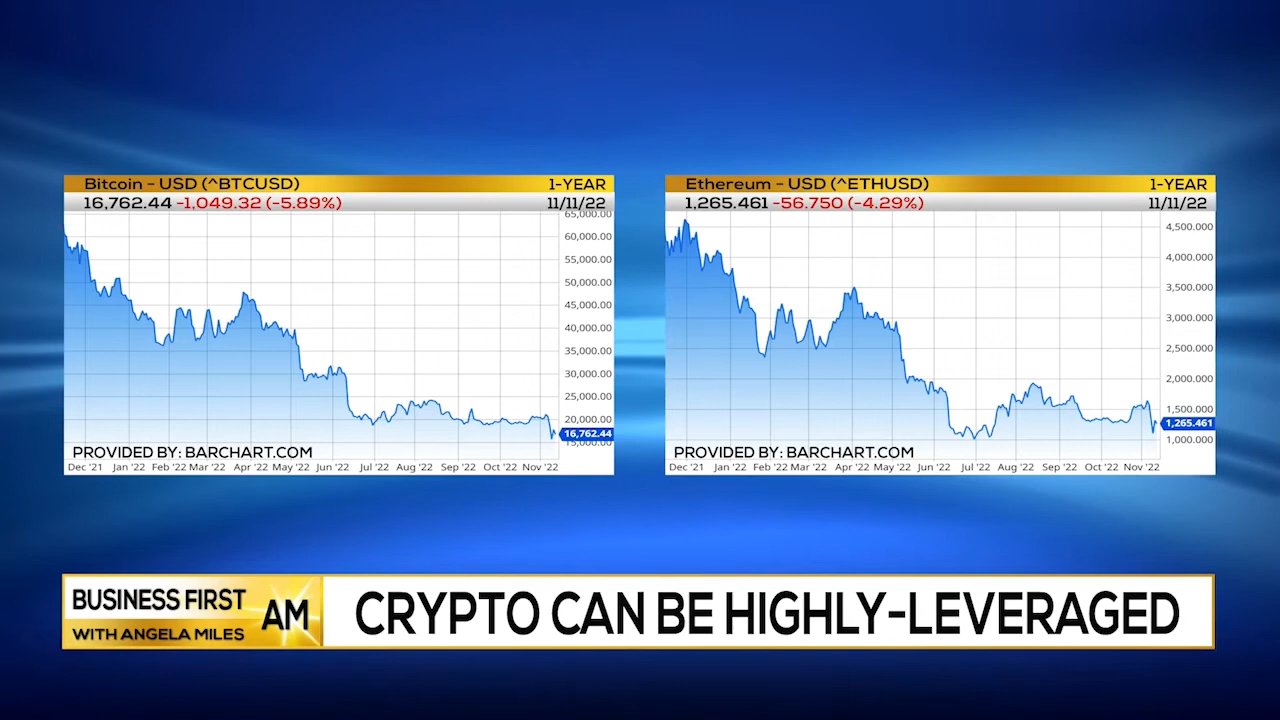 Bitcoin - USD (^BTCUSD) 1-YEAR
16,762.44 -1,049.32 (-5.89%) 11/11/22
65,000.00
60,000.00
55,000.00
50,000.00
45,000.00
40,000.00
35,000.00
30,000.00
25,000.00
20,000.00
16,762.44
15,000.00
PROVIDED BY: BARCHART.COM
Dec '21 Jan '22 Feb '22 Mar '22 Apr '22 May '22 Jun '22 Jul '22 Aug '22 Sep '22 Oct '22 Nov '22
Ethereum - USD (^ETHUSD) 1-YEAR
1,265.461 -56.750 (-4.29%) 11/11/22
4,500.000
4,000.000
3,500.000
3,000.000
2,500.000
2,000.000
1,500.000
1,265.461
1,000.000
PROVIDED BY: BARCHART.COM
Dec '21 Jan '22 Feb '22 Mar '22 Apr '22 May '22 Jun '22 Jul '22 Aug '22 Sep '22 Oct '22 Nov '22
BUSINESS FIRST AM
WITH ANGELA MILES
CRYPTO CAN BE HIGHLY-LEVERAGED